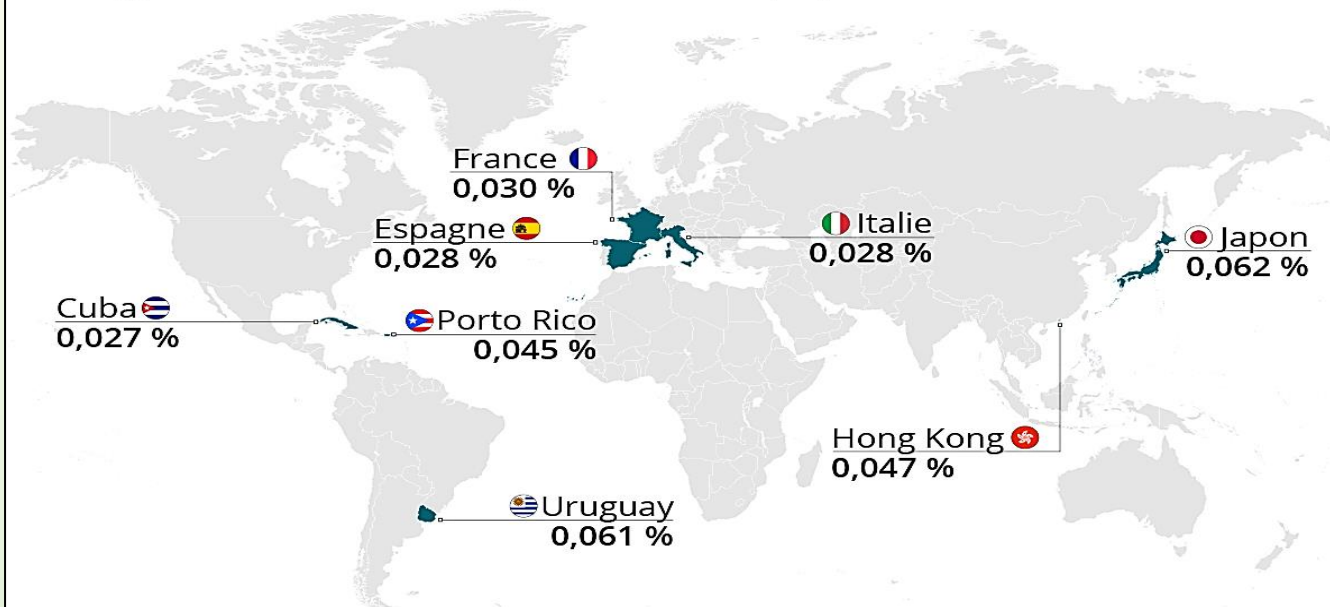 France
0,030 %
Espagne
0,028 %
Italie
0,028 %
Japon
0,062 %
Cuba
0,027 %
Porto Rico
0,045 %
Hong Kong
0,047 %
Uruguay
0,061 %